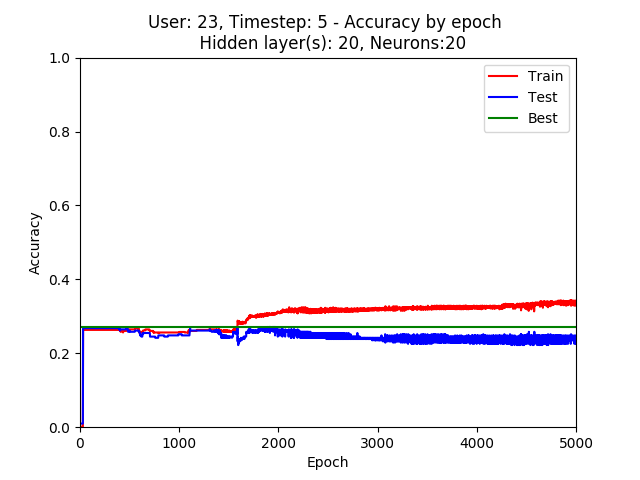 User: 23, Timestep: 5 - Accuracy by epoch
Hidden layer(s): 20, Neurons:20
1.0
0.8
0.6
0.4
0.2
0.0
Accuracy
Train
Test
Best
0
1000
2000
3000
4000
5000
Epoch